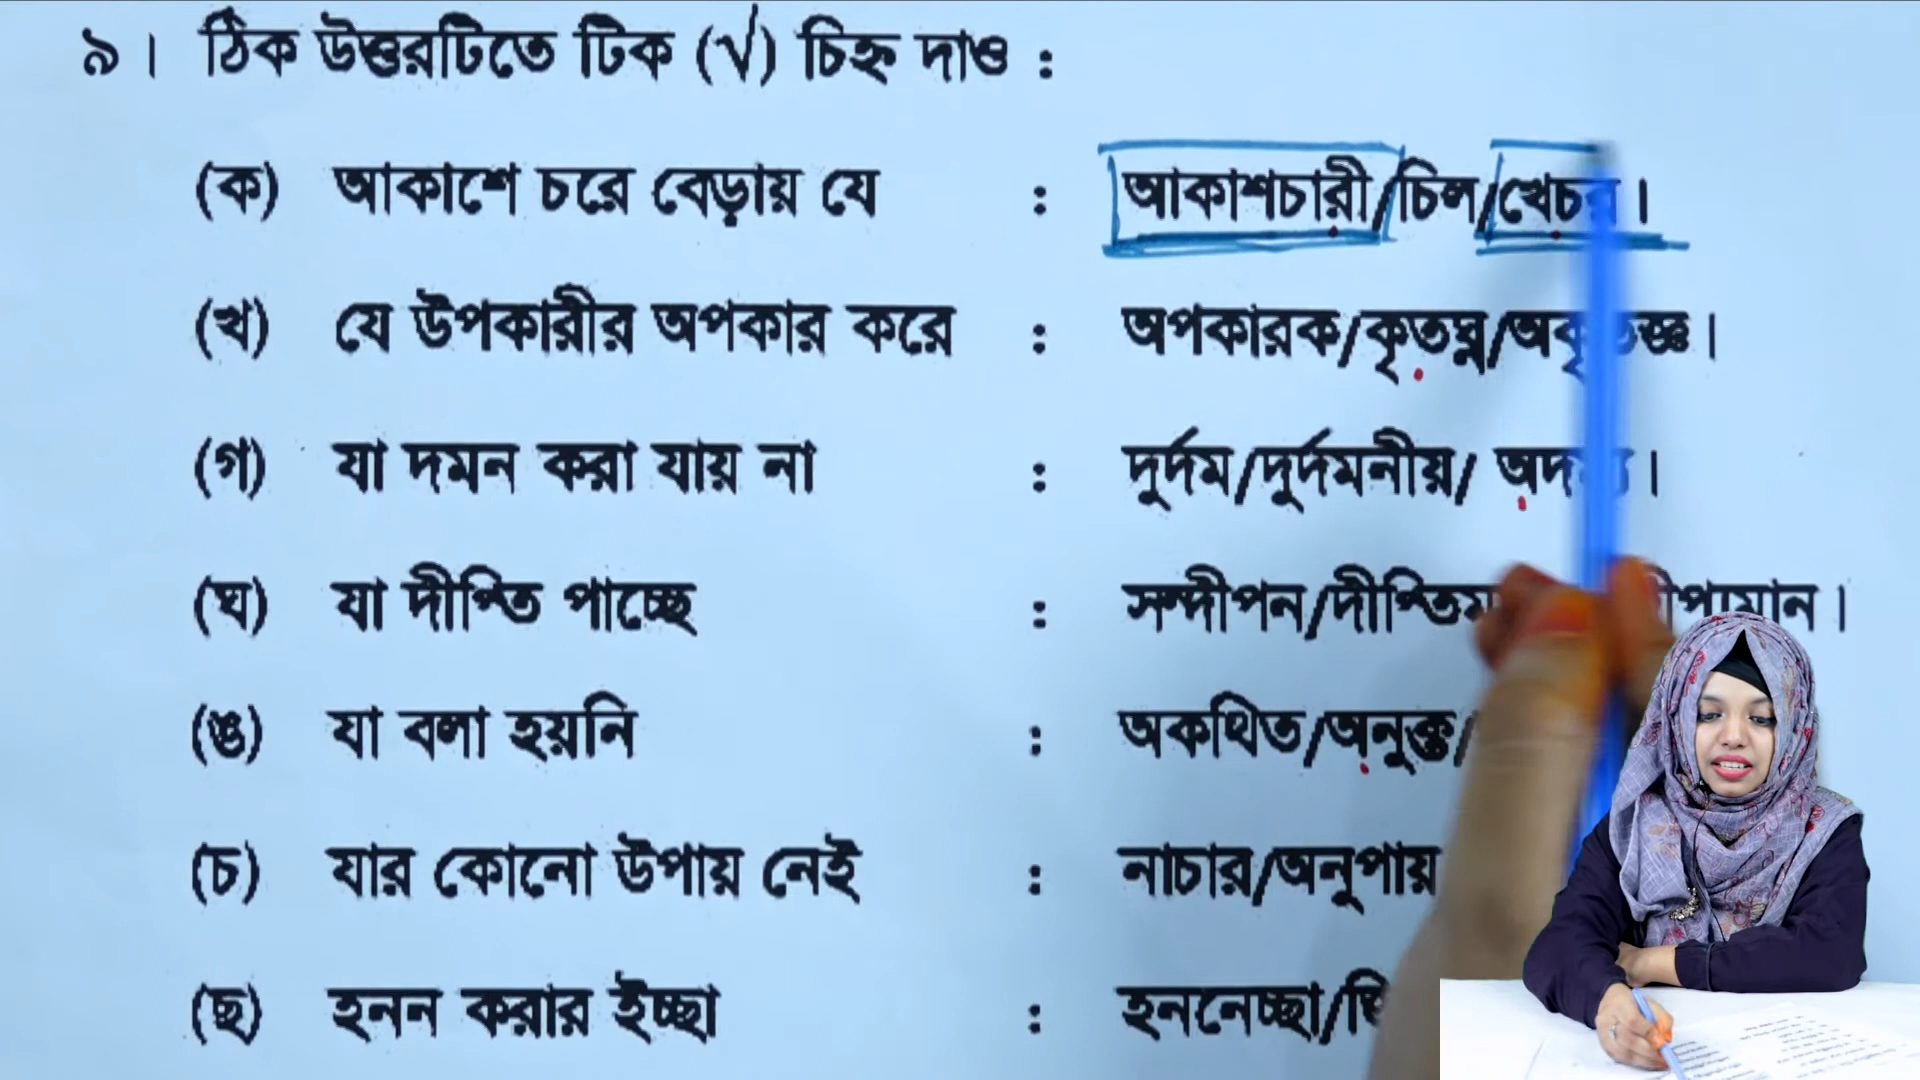 ৯। ঠিক উত্তরটিতে টিক (√) চিহ্ন দাও :
(ক) আকাশে চরে বেড়ায় যে : আকাশচারী/চিল/খেচর।
(খ) যে উপকারীর অপকার করে : অপকারক/কৃতঘ্ন/অকৃতজ্ঞ।
(গ) যা দমন করা যায় না : দুর্দম/দুর্দমনীয়/ অদম্য।
(ঘ) যা দীপ্তি পাচ্ছে : সন্দীপন/
(ঙ) যা বলা হয়নি : অকথিত/অনুক্ত/
(চ) যার কোনো উপায় নেই : নাচার/অনুপায়
(ছ) হনন করার ইচ্ছা : হননেচ্ছা/